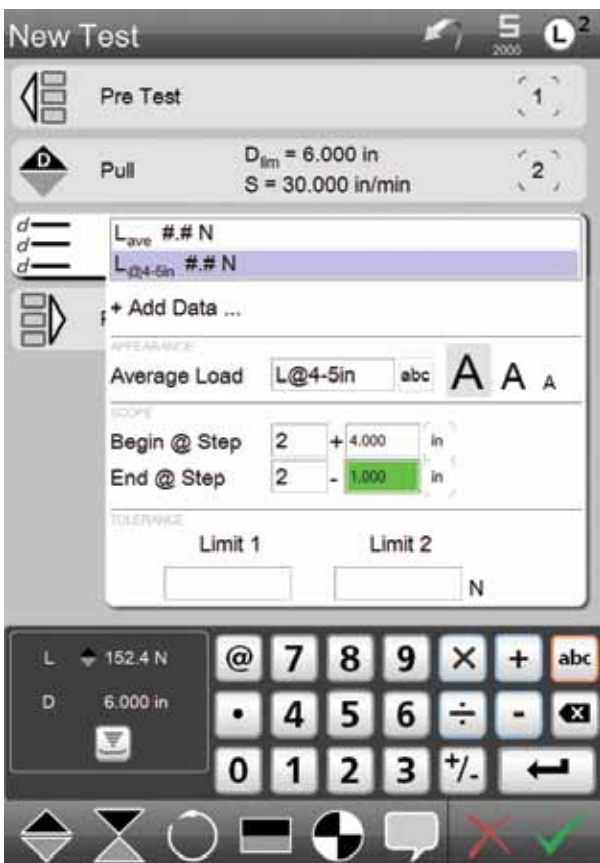 New Test
S
2000
L2
Pre Test
1
D
Pull
Dlim = 6.000 in
S = 30.000 in/min
2
d
d
d
Lave #.# N
L@4-5in #.# N
+ Add Data ...
APPEARANCE
Average Load L@4-5in abc A A A
SCOPE
Begin @ Step 2 + 4.000 in
End @ Step 2 - 1.000 in
TOLERANCE
Limit 1 Limit 2
N
L 152.4 N
D 6.000 in
@ 7 8 9 × + abc
• 4 5 6 ÷ -
0 1 2 3 +/-